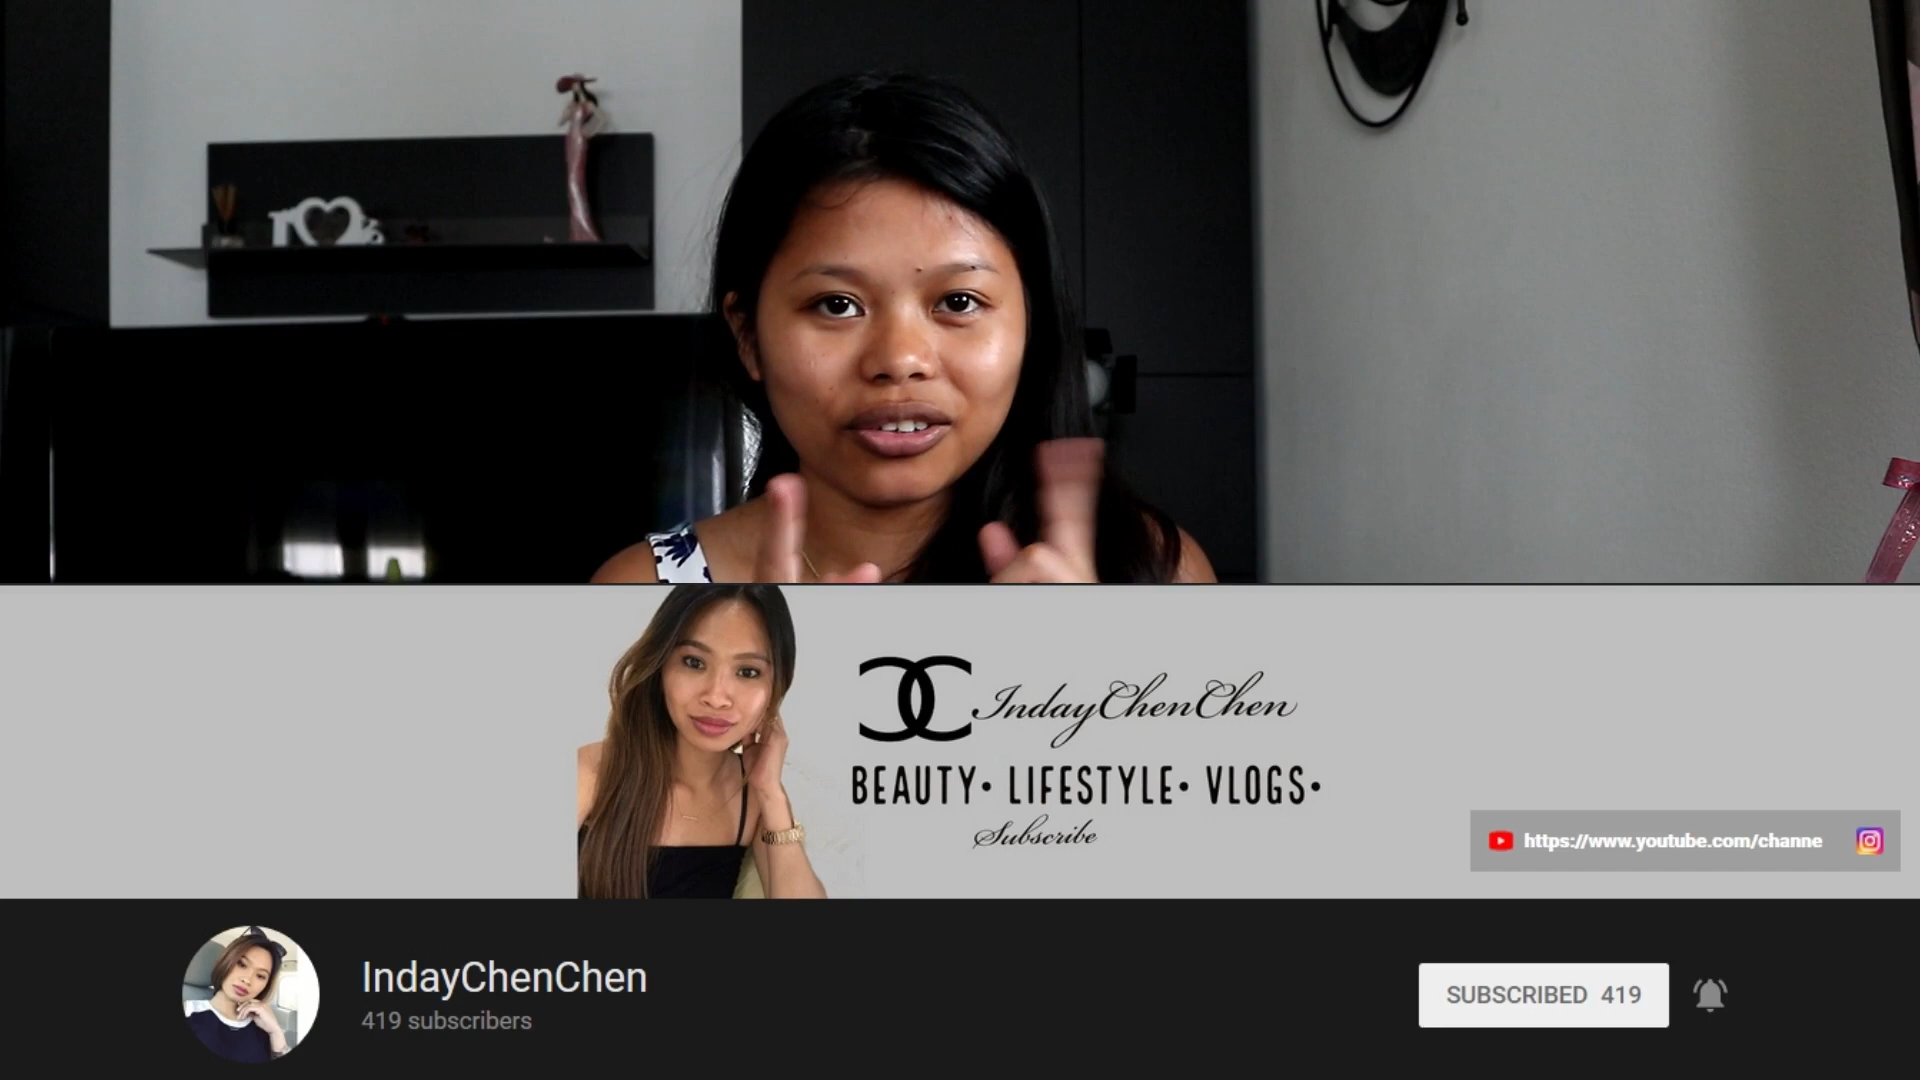 IndayChenChen
BEAUTY• LIFESTYLE• VLOGS•
Subscribe
https://www.youtube.com/channe
IndayChenChen
419 subscribers
SUBSCRIBED 419